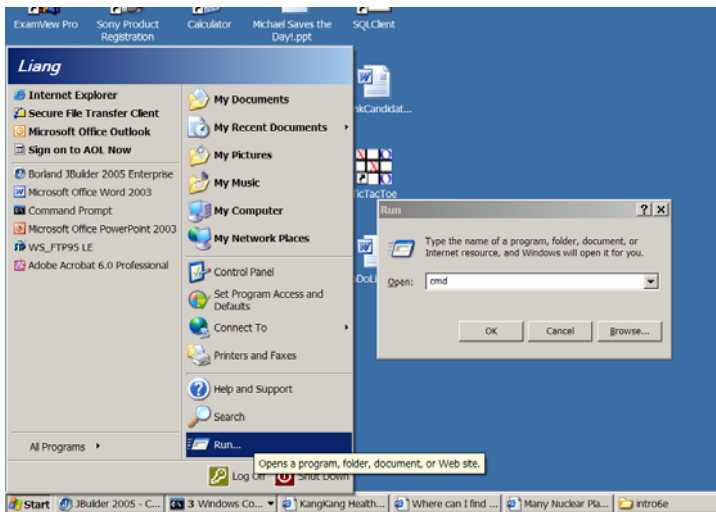 ExamView Pro
Sony Product
Registration
Calculator
Michael Saves the
Day!.ppt
SQLClient
Liang
Internet Explorer
Secure File Transfer Client
Microsoft Office Outlook
Sign on to AOL Now
Borland JBuilder 2005 Enterprise
Microsoft Office Word 2003
Command Prompt
Microsoft Office PowerPoint 2003
WS_FTP95 LE
Adobe Acrobat 6.0 Professional
All Programs
My Documents
My Recent Documents
My Pictures
My Music
My Computer
My Network Places
Control Panel
Set Program Access and
Defaults
Connect To
Printers and Faxes
Help and Support
Search
Run...
Opens a program, folder, document, or Web site.
Log Off
Shut Down
nkCandidat...
TicTacToe
Run
Type the name of a program, folder, document, or
Internet resource, and Windows will open it for you.
Open:
cmd
OK
Cancel
Browse...
Start
JBuilder 2005 - C...
3 Windows Co...
KangKang Health...
Where can I find ...
Many Nuclear Pla...
intro6e